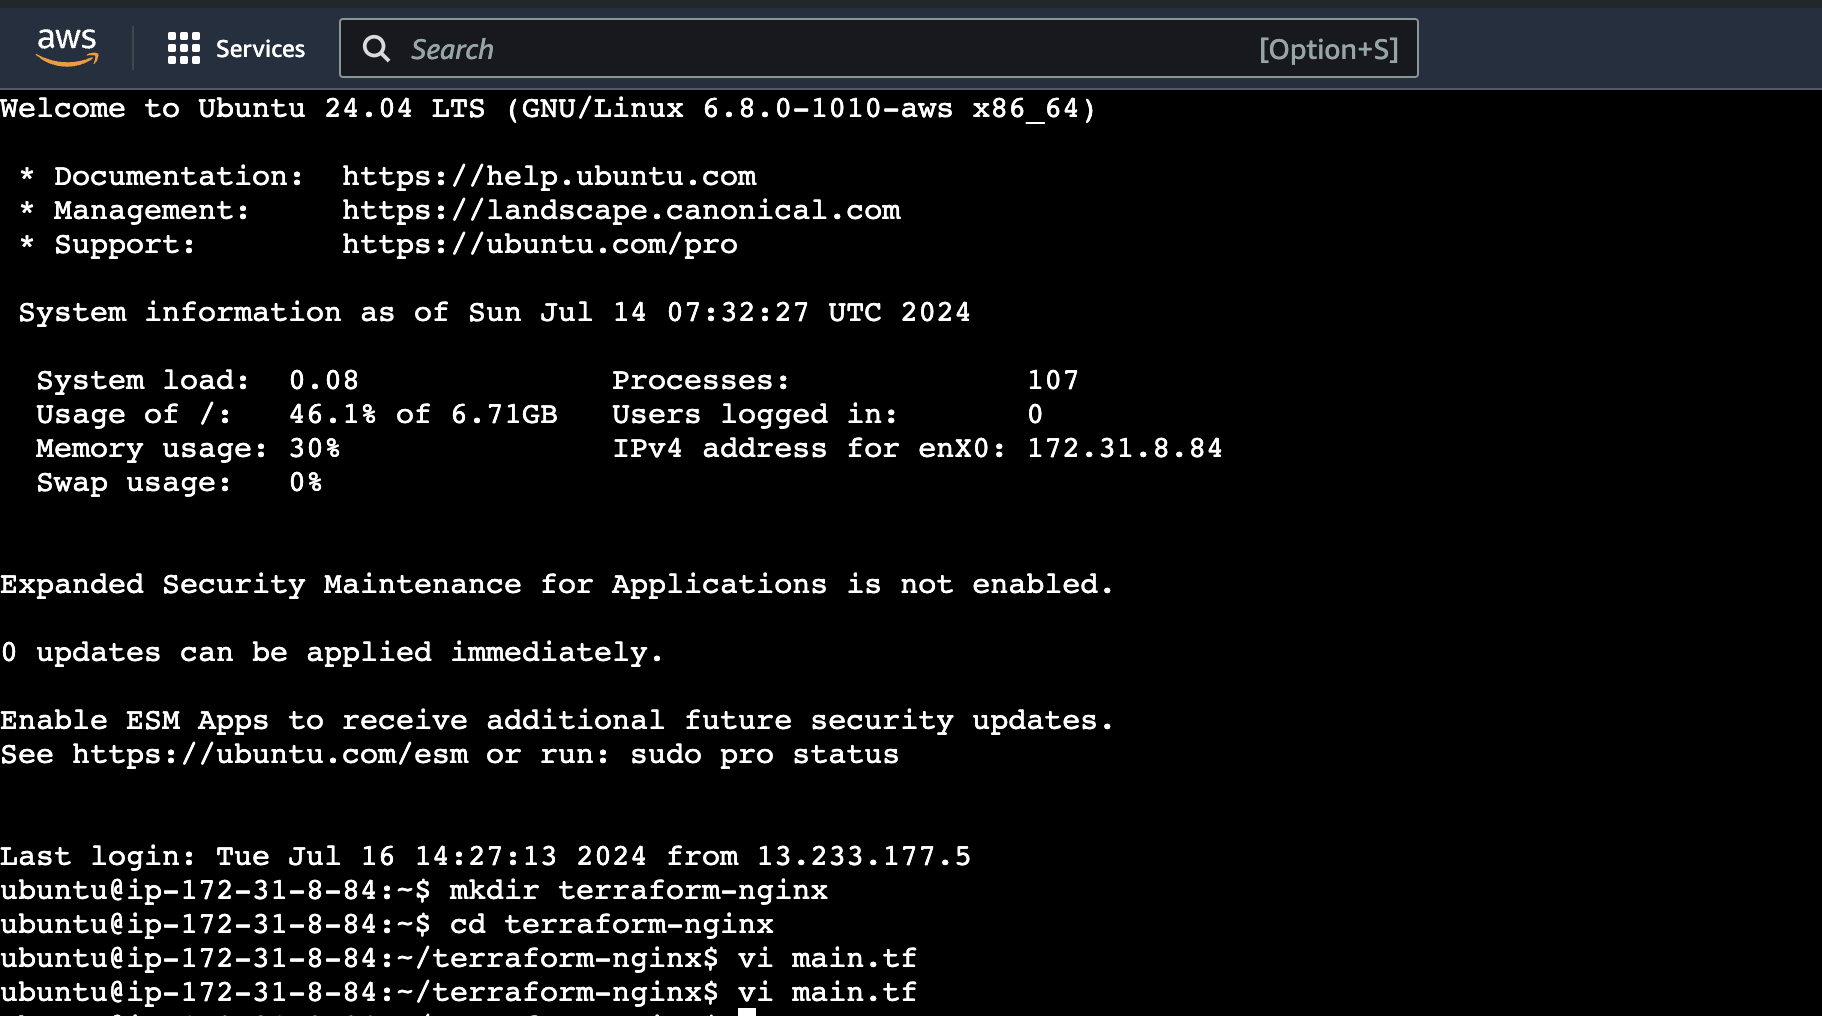 aws
Services
Search
[Option+S]
Welcome to Ubuntu 24.04 LTS (GNU/Linux 6.8.0-1010-aws x86_64)
* Documentation: https://help.ubuntu.com
* Management: https://landscape.canonical.com
* Support: https://ubuntu.com/pro
System information as of Sun Jul 14 07:32:27 UTC 2024
System load: 0.08 Processes: 107
Usage of /: 46.1% of 6.71GB Users logged in: 0
Memory usage: 30% IPv4 address for enX0: 172.31.8.84
Swap usage: 0%
Expanded Security Maintenance for Applications is not enabled.
0 updates can be applied immediately.
Enable ESM Apps to receive additional future security updates.
See https://ubuntu.com/esm or run: sudo pro status
Last login: Tue Jul 16 14:27:13 2024 from 13.233.177.5
ubuntu@ip-172-31-8-84:~$ mkdir terraform-nginx
ubuntu@ip-172-31-8-84:~$ cd terraform-nginx
ubuntu@ip-172-31-8-84:~/terraform-nginx$ vi main.tf
ubuntu@ip-172-31-8-84:~/terraform-nginx$ vi main.tf